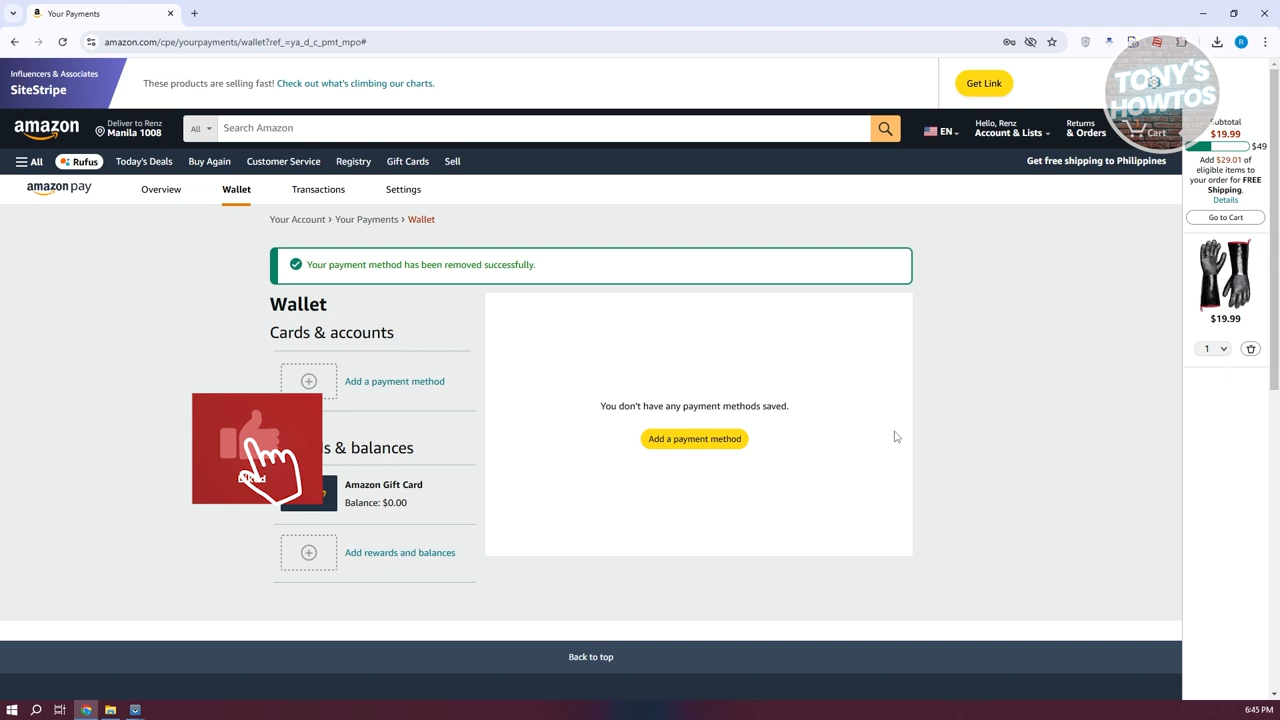 Your Payments
amazon.com/cpe/yourpayments/wallet?ref_=ya_d_c_pmt_mpo#
R
Influencers & Associates
SiteStripe
These products are selling fast! Check out what's climbing our charts.
Get Link
TONY'S
HOWTOS
amazon
Deliver to Renz
Manila 1008
All
Search Amazon
EN
Hello, Renz
Account & Lists
Returns
& Orders
Cart
All
Rufus
Today's Deals
Buy Again
Customer Service
Registry
Gift Cards
Sell
Get free shipping to Philippines
amazon pay
Overview
Wallet
Transactions
Settings
Your Account › Your Payments › Wallet
Your payment method has been removed successfully.
Wallet
Cards & accounts
Add a payment method
s & balances
Liked
Amazon Gift Card
Balance: $0.00
Add rewards and balances
You don't have any payment methods saved.
Add a payment method
Subtotal
$19.99
$49
Add $29.01 of
eligible items to
your order for FREE
Shipping.
Details
Go to Cart
$19.99
1
Back to top
6:45 PM